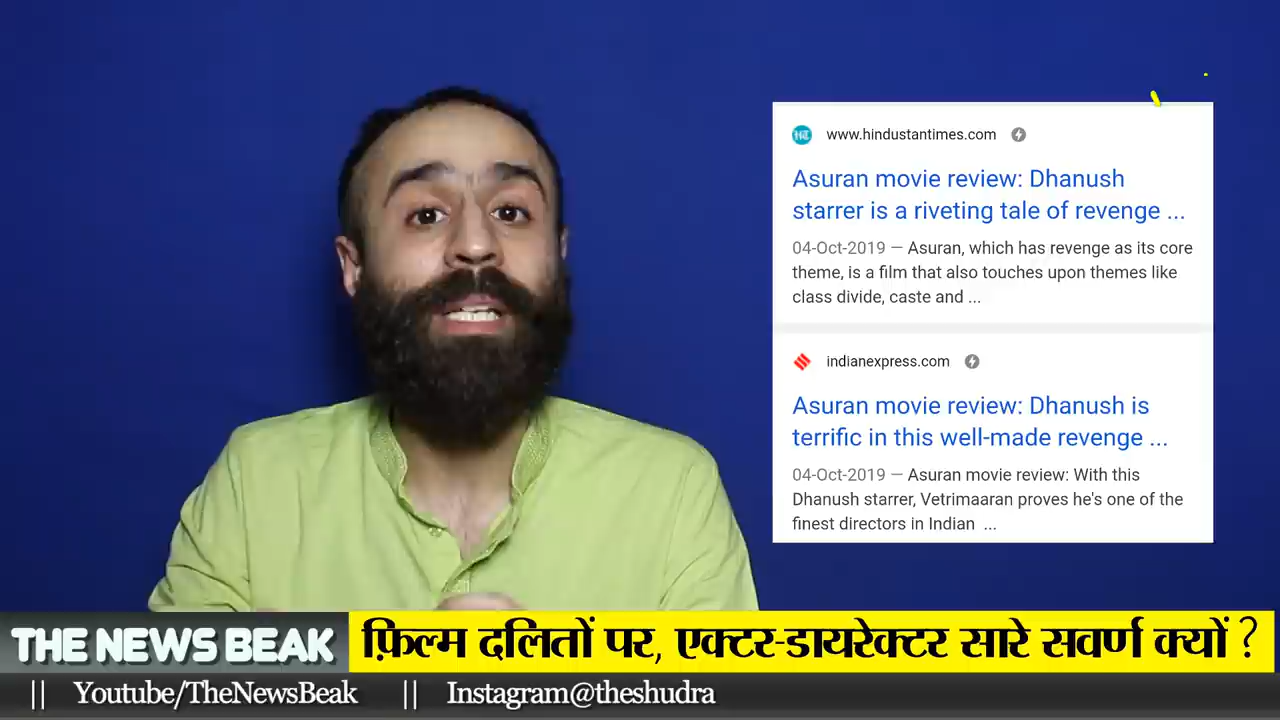 www.hindustantimes.com
Asuran movie review: Dhanush
starrer is a riveting tale of revenge ...
04-Oct-2019 — Asuran, which has revenge as its core
theme, is a film that also touches upon themes like
class divide, caste and ...
indianexpress.com
Asuran movie review: Dhanush is
terrific in this well-made revenge ...
04-Oct-2019 — Asuran movie review: With this
Dhanush starrer, Vetrimaaran proves he's one of the
finest directors in Indian ...
THE NEWS BEAK
फ़िल्म दलितों पर, एक्टर-डायरेक्टर सारे सवर्ण क्यों ?
|| Youtube/TheNewsBeak || Instagram@theshudra